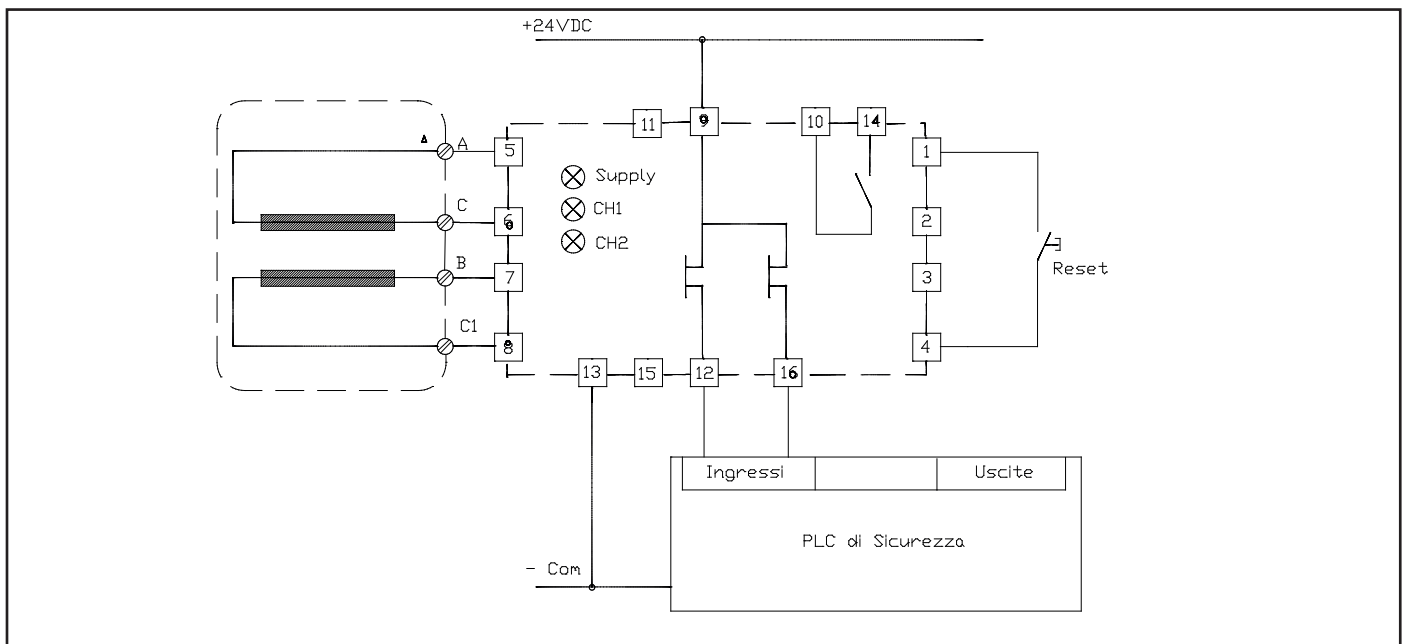 +24VDC
11 9 10 14
A 5 1
Supply
C 6 CH1 2
CH2
B 7 3
Reset
C1 8 4
13 15 12 16
Ingressi Uscite
PLC di Sicurezza
- Com